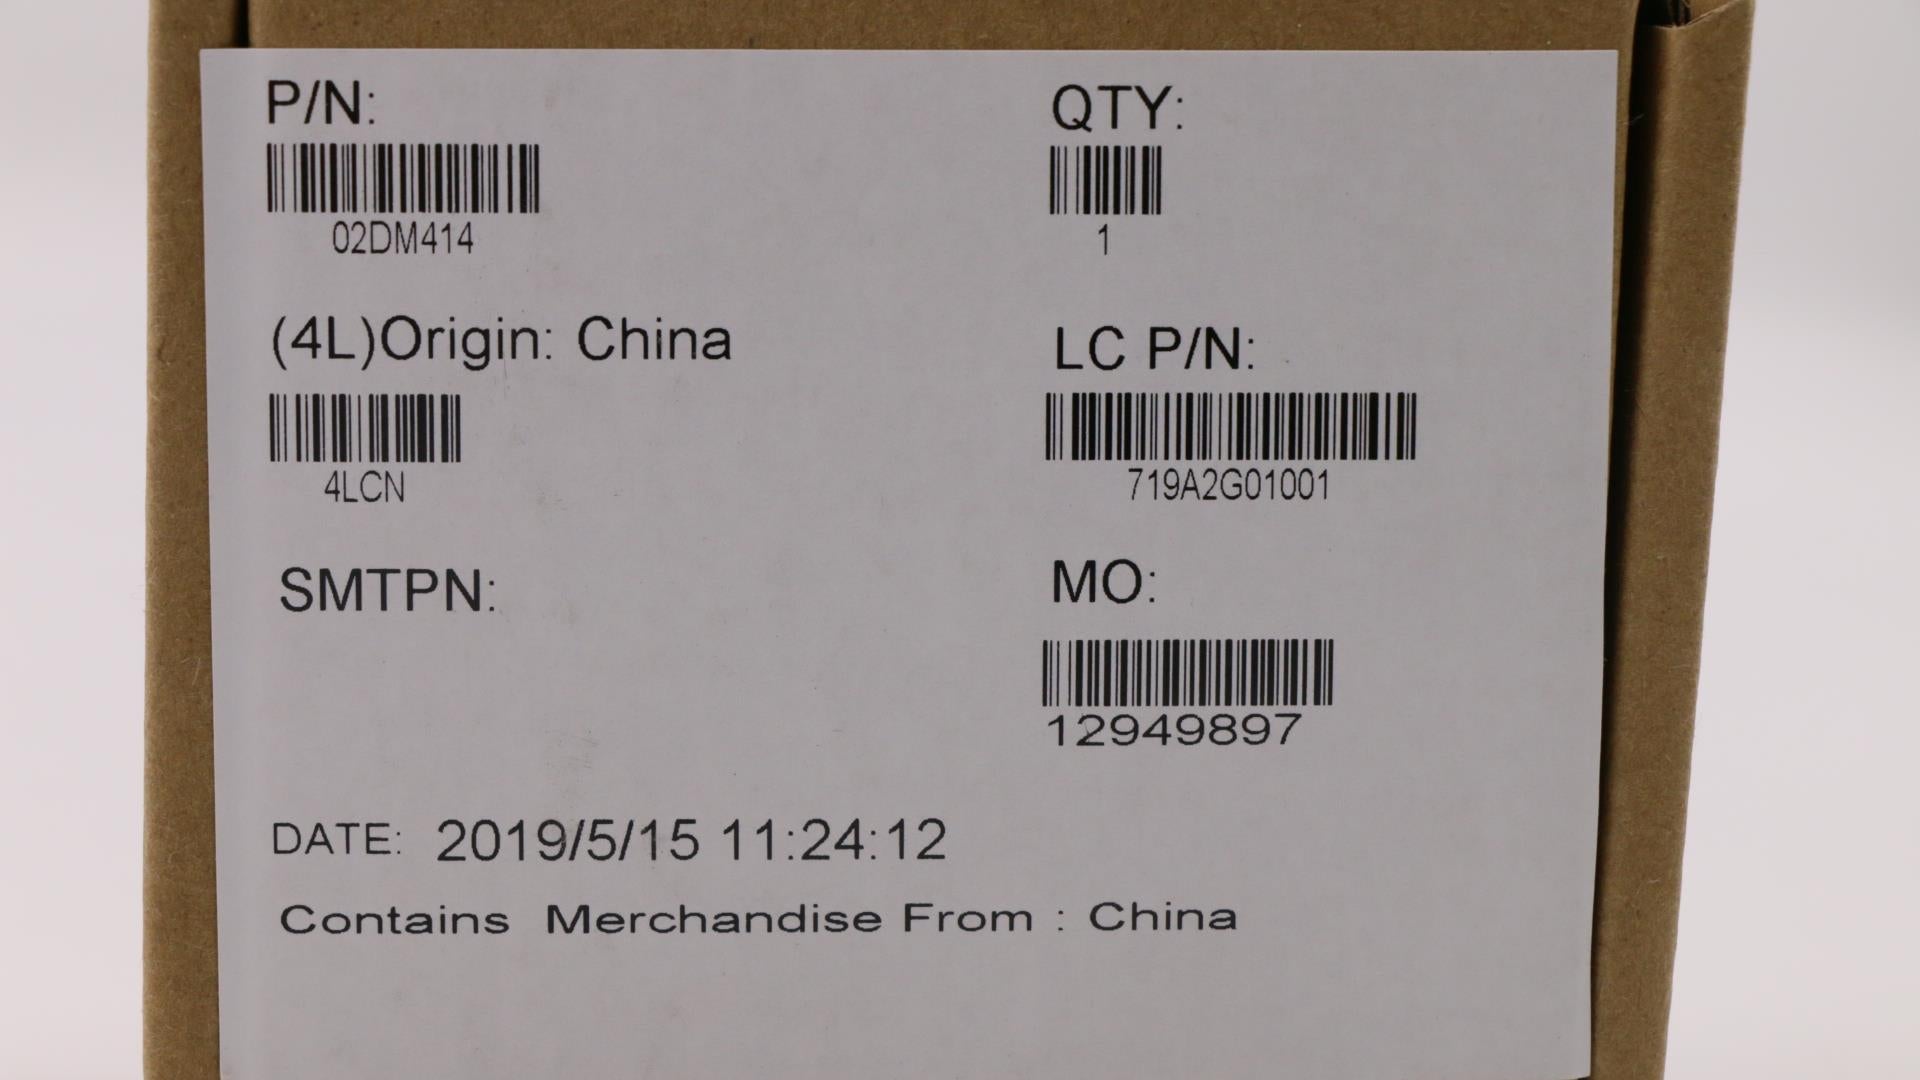 P/N:
02DM414
QTY:
1
(4L)Origin: China
4LCN
LC P/N:
719A2G01001
SMTPN:
MO:
12949897
DATE: 2019/5/15 11:24:12
Contains Merchandise From : China